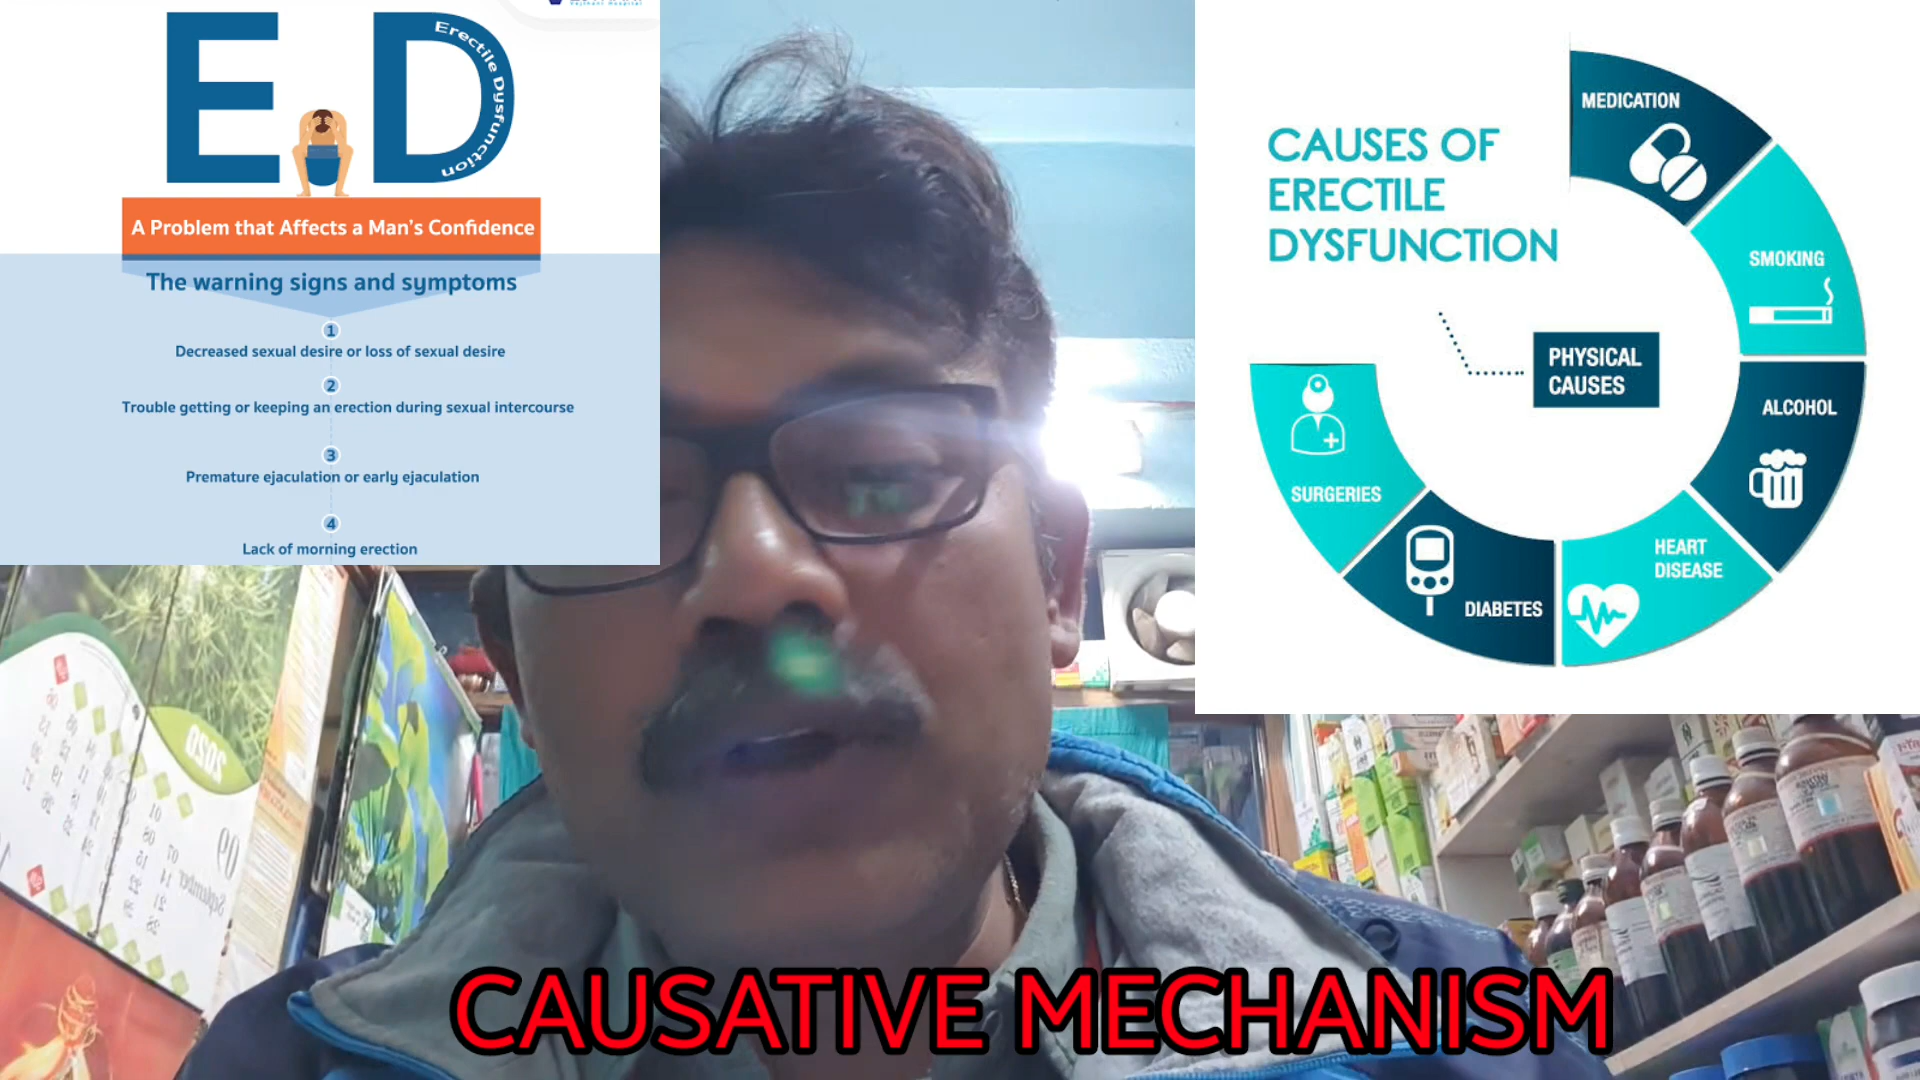 E D
Erectile Dysfunction
A Problem that Affects a Man's Confidence
The warning signs and symptoms
1
Decreased sexual desire or loss of sexual desire
2
Trouble getting or keeping an erection during sexual intercourse
3
Premature ejaculation or early ejaculation
4
Lack of morning erection
CAUSES OF
ERECTILE
DYSFUNCTION
PHYSICAL
CAUSES
MEDICATION
SMOKING
ALCOHOL
HEART
DISEASE
DIABETES
SURGERIES
2020
09
September
CAUSATIVE MECHANISM